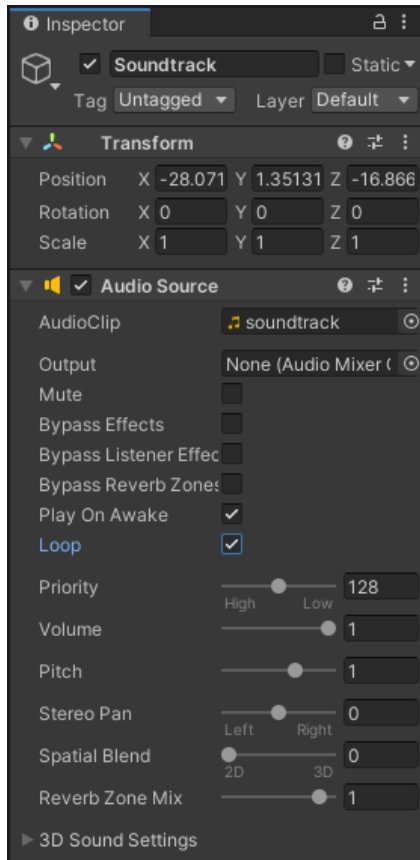 Inspector
Soundtrack Static
Tag Untagged Layer Default
Transform
Position X -28.071 Y 1.35131 Z -16.866
Rotation X 0 Y 0 Z 0
Scale X 1 Y 1 Z 1
Audio Source
AudioClip soundtrack
Output None (Audio Mixer (
Mute
Bypass Effects
Bypass Listener Effec
Bypass Reverb Zones
Play On Awake
Loop
Priority 128
High Low
Volume 1
Pitch 1
Stereo Pan 0
Left Right
Spatial Blend 0
2D 3D
Reverb Zone Mix 1
3D Sound Settings